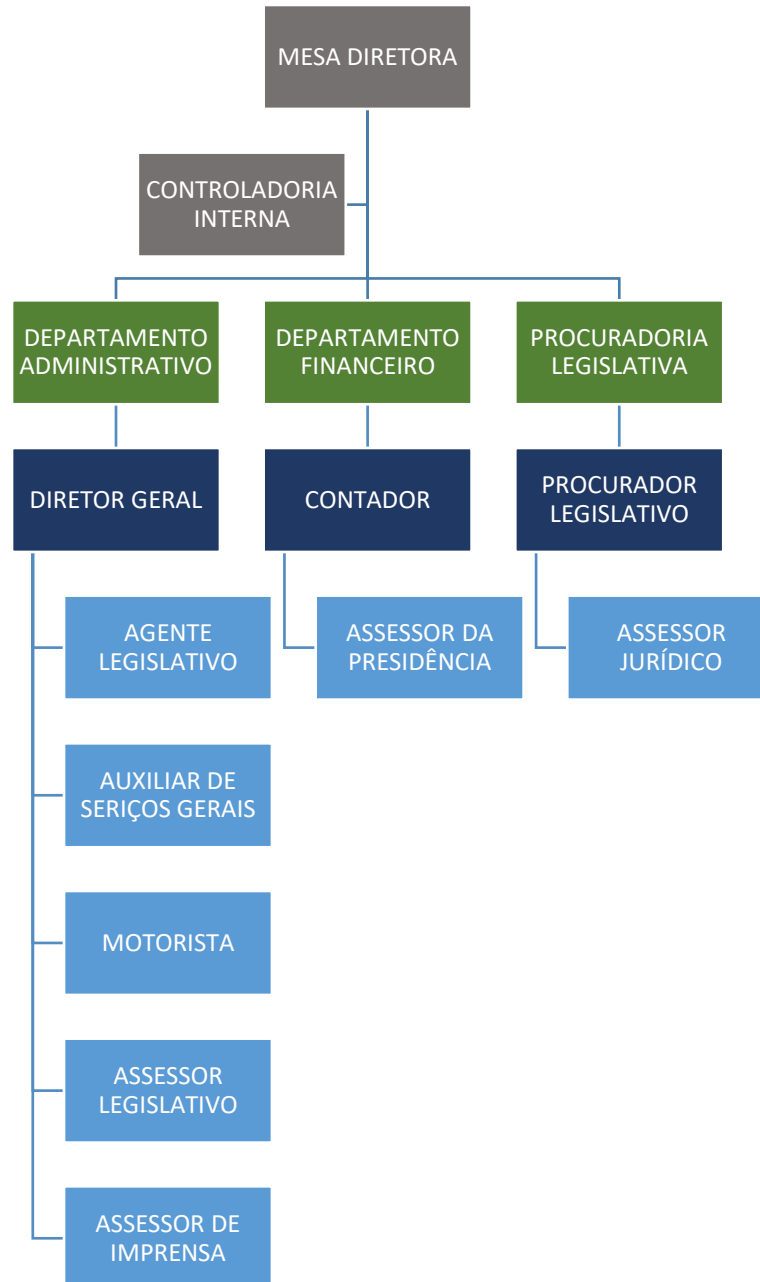 MESA DIRETORA
CONTROLADORIA
INTERNA
DEPARTAMENTO
ADMINISTRATIVO
DEPARTAMENTO
FINANCEIRO
PROCURADORIA
LEGISLATIVA
DIRETOR GERAL
CONTADOR
PROCURADOR
LEGISLATIVO
AGENTE
LEGISLATIVO
ASSESSOR DA
PRESIDÊNCIA
ASSESSOR
JURÍDICO
AUXILIAR DE
SERIÇOS GERAIS
MOTORISTA
ASSESSOR
LEGISLATIVO
ASSESSOR DE
IMPRENSA